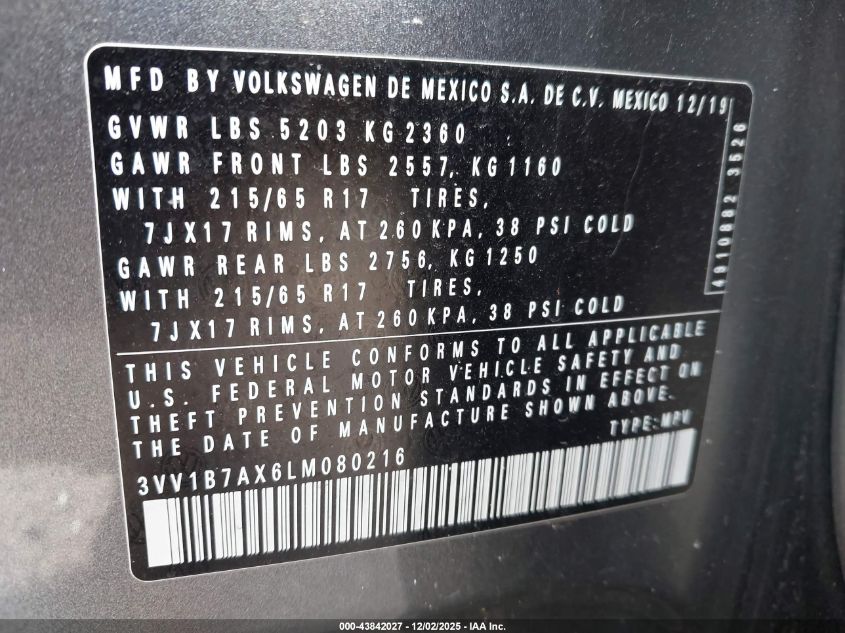 MFD BY VOLKSWAGEN DE MEXICO S.A. DE C.V. MEXICO 12/19
GVWR LBS 5203 KG 2360
GAWR FRONT LBS 2557, KG 1160
WITH 215/65 R17 TIRES,
7JX17 RIMS, AT 260 KPA, 38 PSI COLD
GAWR REAR LBS 2756, KG 1250
WITH 215/65 R17 TIRES,
7JX17 RIMS, AT 260 KPA, 38 PSI COLD
4910882 3526
THIS VEHICLE CONFORMS TO ALL APPLICABLE
U.S. FEDERAL MOTOR VEHICLE SAFETY AND
THEFT PREVENTION STANDARDS IN EFFECT ON
THE DATE OF MANUFACTURE SHOWN ABOVE.
TYPE: MPV
3VV1B7AX6LM080216
000-43842027 - 12/02/2025 - IAA Inc.